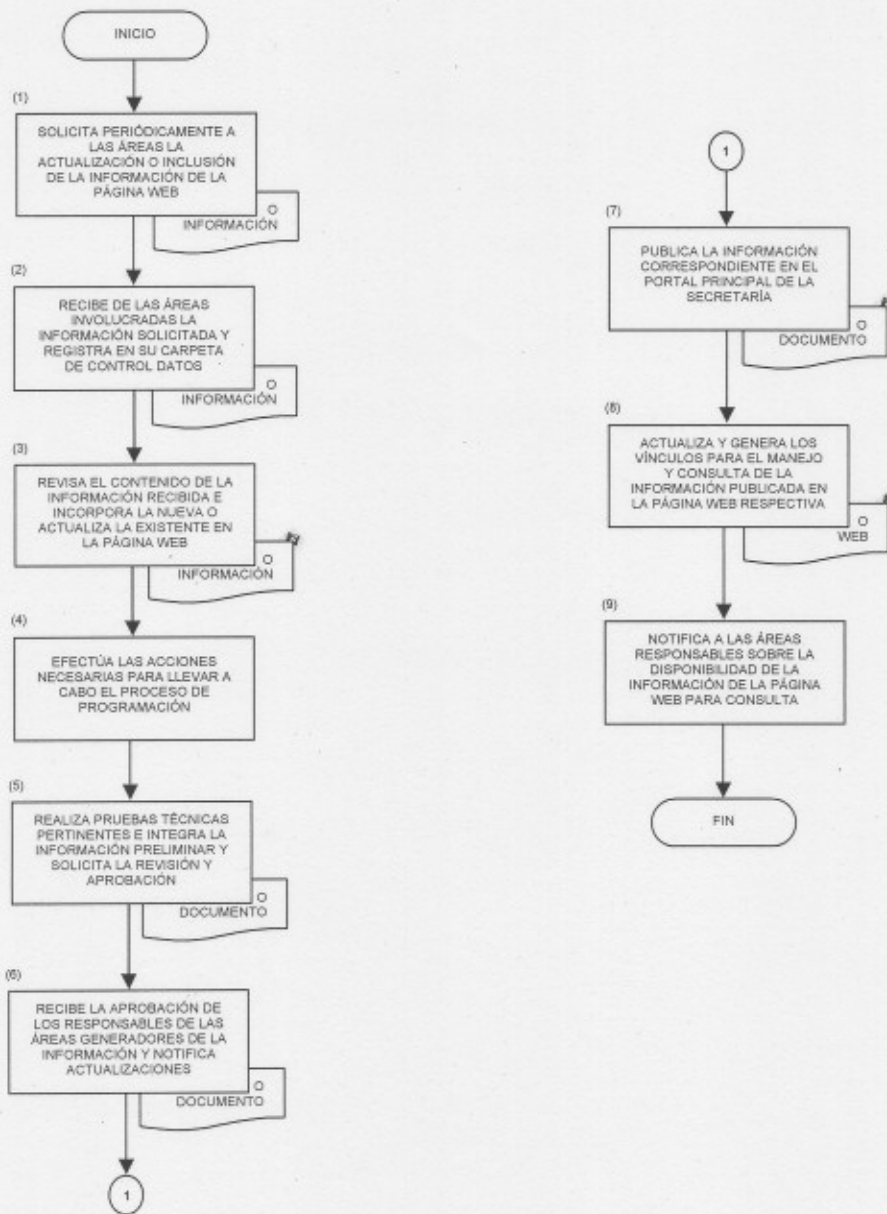 INICIO
(1)
SOLICITA PERIÓDICAMENTE A
LAS ÁREAS LA
ACTUALIZACIÓN O INCLUSIÓN
DE LA INFORMACIÓN DE LA
PÁGINA WEB
O
INFORMACIÓN
(2)
RECIBE DE LAS ÁREAS
INVOLUCRADAS LA
INFORMACIÓN SOLICITADA Y
REGISTRA EN SU CARPETA
DE CONTROL DATOS
O
INFORMACIÓN
(3)
REVISA EL CONTENIDO DE LA
INFORMACIÓN RECIBIDA E
INCORPORA LA NUEVA O
ACTUALIZA LA EXISTENTE EN
LA PÁGINA WEB
O
INFORMACIÓN
(4)
EFECTÚA LAS ACCIONES
NECESARIAS PARA LLEVAR A
CABO EL PROCESO DE
PROGRAMACIÓN
(5)
REALIZA PRUEBAS TÉCNICAS
PERTINENTES E INTEGRA LA
INFORMACIÓN PRELIMINAR Y
SOLICITA LA REVISIÓN Y
APROBACIÓN
O
DOCUMENTO
(6)
RECIBE LA APROBACIÓN DE
LOS RESPONSABLES DE LAS
ÁREAS GENERADORES DE LA
INFORMACIÓN Y NOTIFICA
ACTUALIZACIONES
O
DOCUMENTO
1
1
(7)
PUBLICA LA INFORMACIÓN
CORRESPONDIENTE EN EL
PORTAL PRINCIPAL DE LA
SECRETARÍA
O
DOCUMENTO
(8)
ACTUALIZA Y GENERA LOS
VÍNCULOS PARA EL MANEJO
Y CONSULTA DE LA
INFORMACIÓN PUBLICADA EN
LA PÁGINA WEB RESPECTIVA
O
WEB
(9)
NOTIFICA A LAS ÁREAS
RESPONSABLES SOBRE LA
DISPONIBILIDAD DE LA
INFORMACIÓN DE LA PÁGINA
WEB PARA CONSULTA
FIN